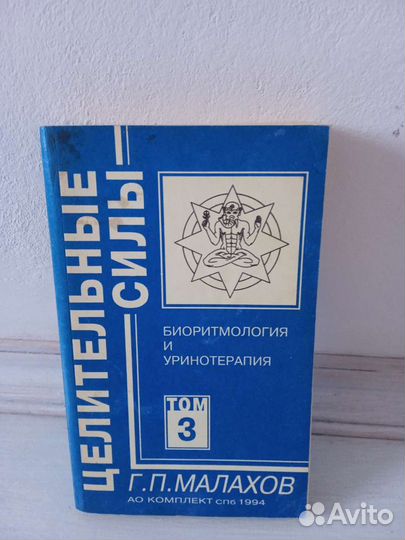 ЦЕЛИТЕЛЬНЫЕ
СИЛЫ
БИОРИТМОЛОГИЯ
И
УРИНОТЕРАПИЯ
ТОМ
3
Г.П.МАЛАХОВ
АО КОМПЛЕКТ СПб 1994
Avito